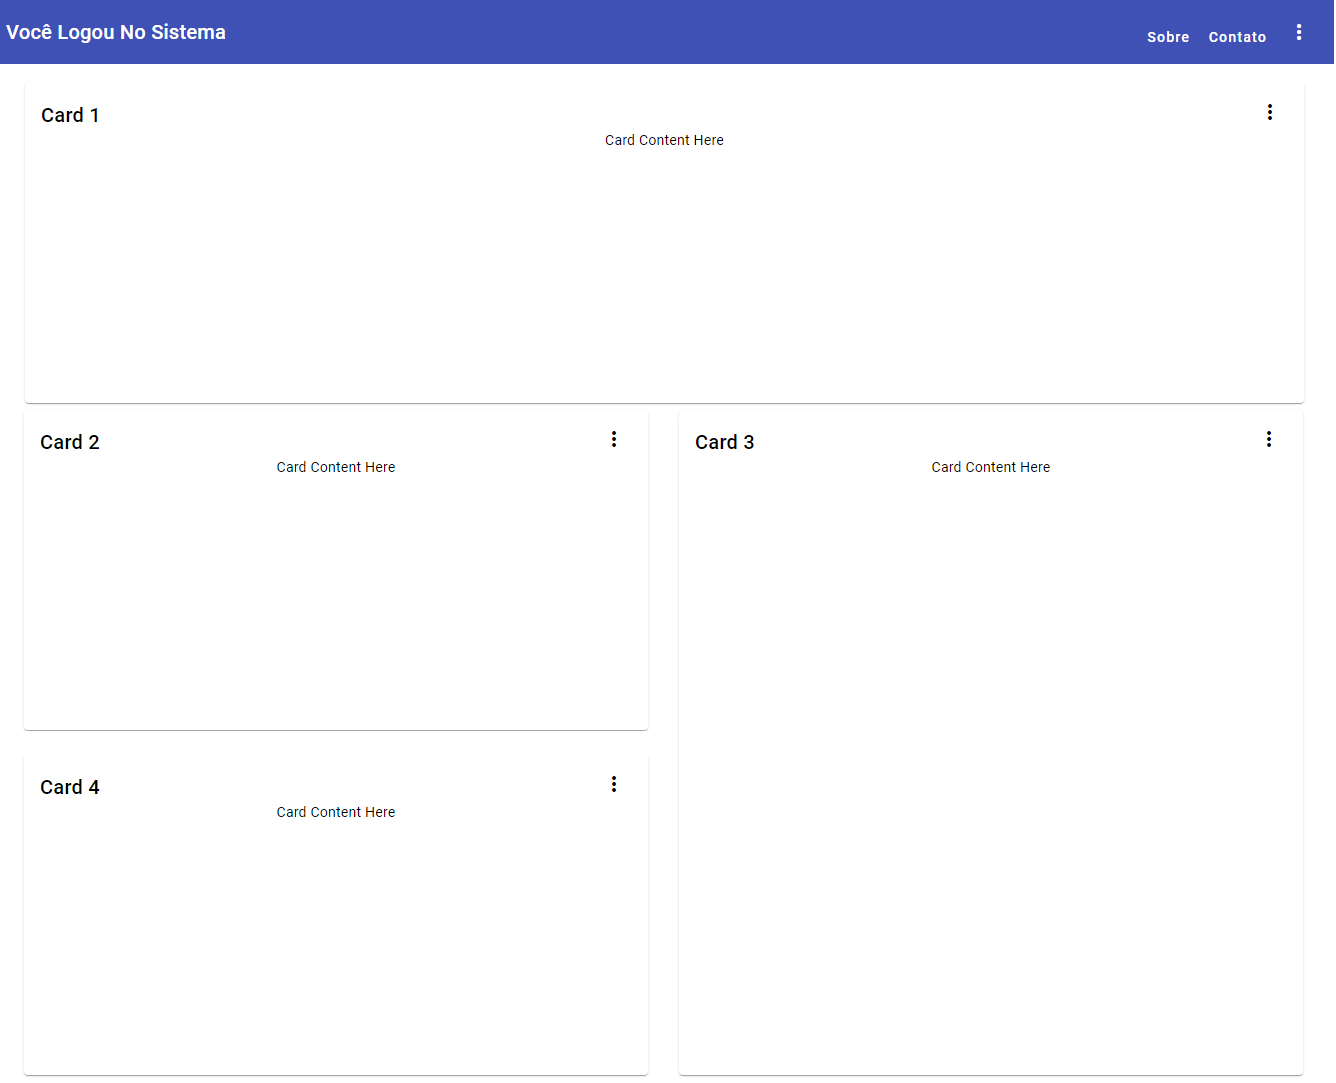 Você Logou No Sistema
Sobre Contato
Card 1
Card Content Here
Card 2
Card Content Here
Card 3
Card Content Here
Card 4
Card Content Here